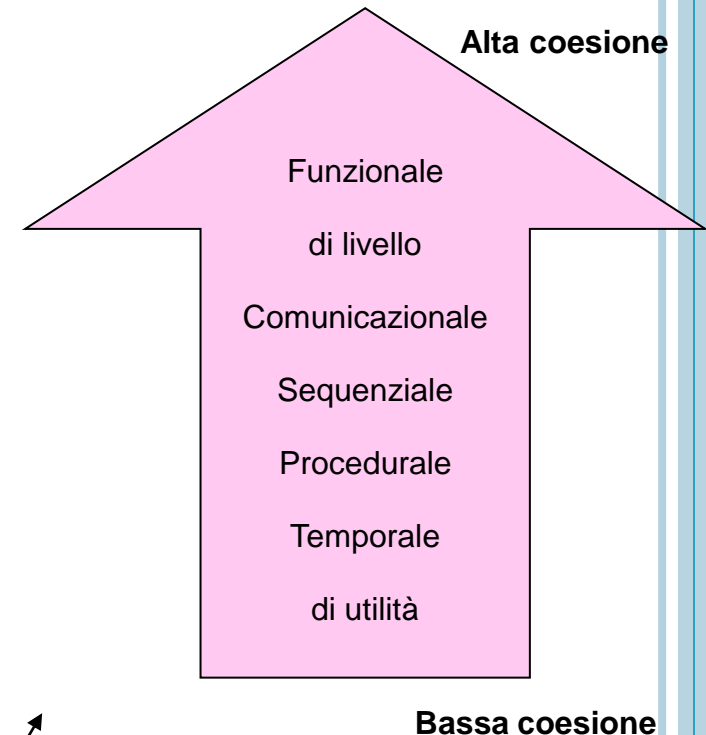 Alta coesione
Funzionale
di livello
Comunicazionale
Sequenziale
Procedurale
Temporale
di utilità
Bassa coesione